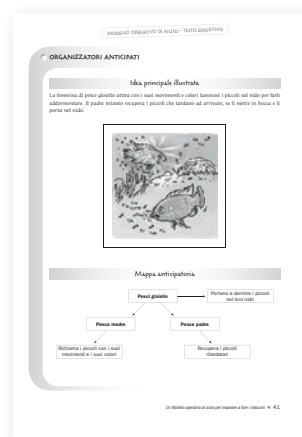 MODELLO OPERATIVO DI AIUTO - TESTO ESPOSITIVO
ORGANIZZATORI ANTICIPATI
Idea principale illustrata
La femmina di pesce gioiello attira con i suoi movimenti e colori luminosi i piccoli nel nido per farli
addormentare. Il padre intanto recupera i piccoli che tardano ad arrivare, se li mette in bocca e li
porta nel nido.
Mappa anticipatoria
Pesci gioiello
Portano a dormire i piccoli
nel loro nido
Pesce madre
Pesce padre
Richiama i piccoli con i suoi
movimenti e i suoi colori
Recupera i piccoli
ritardatari
Un Modello operativo di aiuto per imparare a fare i riassunti ◆ 41